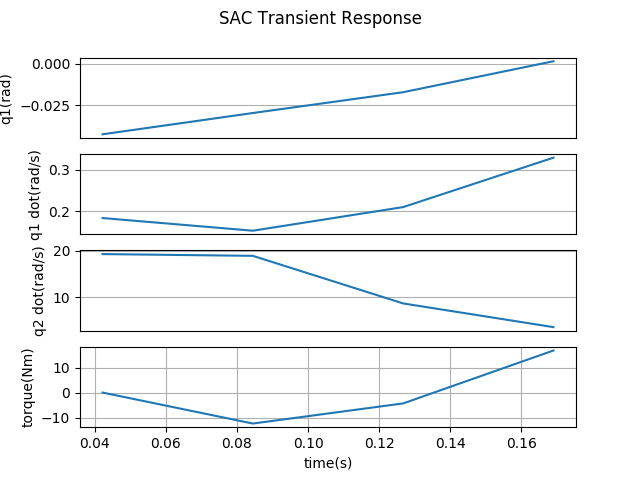 SAC Transient Response
0.000
−0.025
q1(rad)
0.3
0.2
q1 dot(rad/s)
20
10
q2 dot(rad/s)
10
0
−10
torque(Nm)
0.04 0.06 0.08 0.10 0.12 0.14 0.16
time(s)